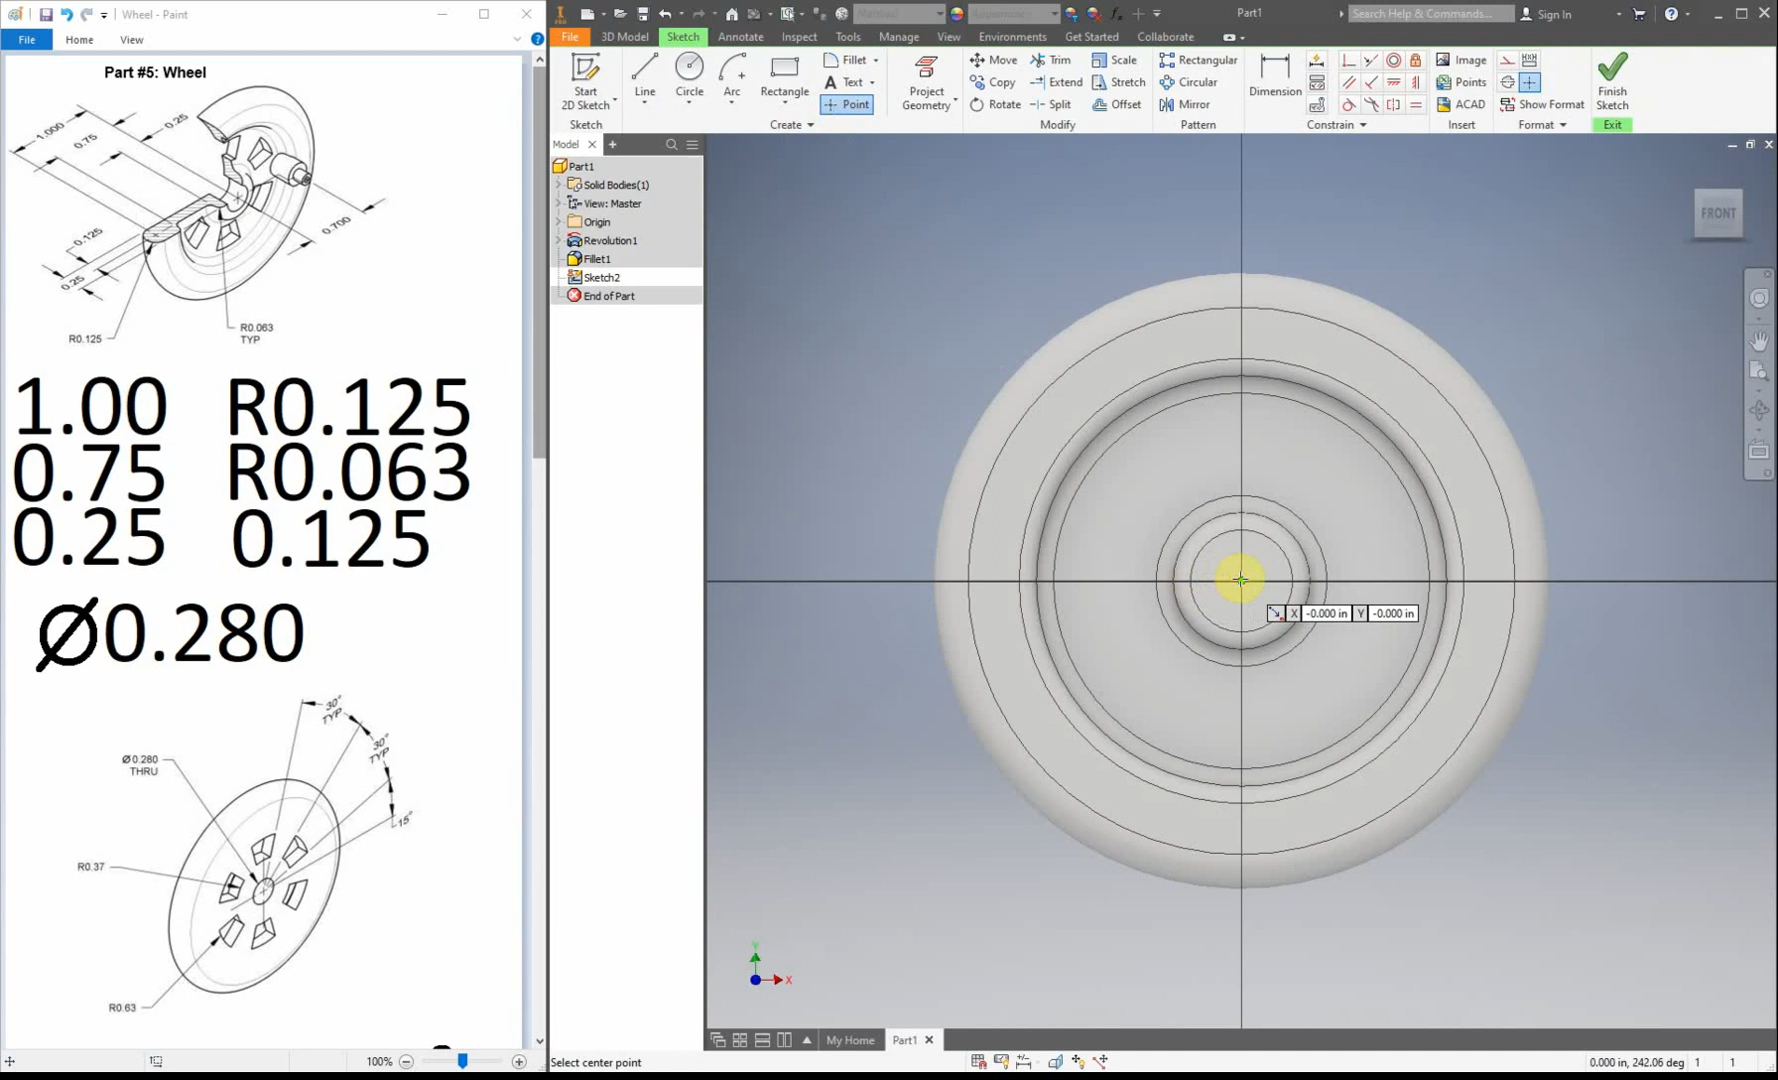 Wheel - Paint
File Home View
Part #5: Wheel
1.000
0.75
0.25
0.700
0.125
0.25
R0.125
R0.063
TYP
1.00 R0.125
0.75 R0.063
0.25 0.125
Ø0.280
30°
TYP
30°
TYP
15°
Ø0.280
THRU
R0.37
R0.63
100%
Part1
Search Help & Commands...
Sign In
File 3D Model Sketch Annotate Inspect Tools Manage View Environments Get Started Collaborate
Start
2D Sketch
Line Circle Arc Rectangle
Fillet
Text
Point
Project
Geometry
Move Trim Scale
Copy Extend Stretch
Rotate Split Offset
Rectangular
Circular
Mirror
Dimension
Image
Points
ACAD
Show Format
Finish
Sketch
Sketch Create Modify Pattern Constrain Insert Format Exit
Model
Part1
Solid Bodies(1)
View: Master
Origin
Revolution1
Fillet1
Sketch2
End of Part
FRONT
X -0.000 in Y -0.000 in
Y
X
My Home Part1
Select center point
0.000 in, 242.06 deg 1 1